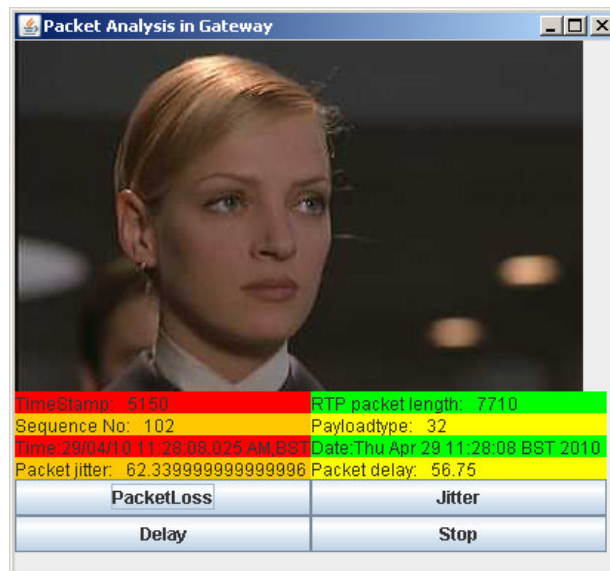 Packet Analysis in Gateway
TimeStamp: 5150 RTP packet length: 7710
Sequence No: 102 Payloadtype: 32
Time:29/04/10 11:28:08.025 AM,BST Date:Thu Apr 29 11:28:08 BST 2010
Packet jitter: 62.339999999999996 Packet delay: 56.75
PacketLoss Jitter
Delay Stop